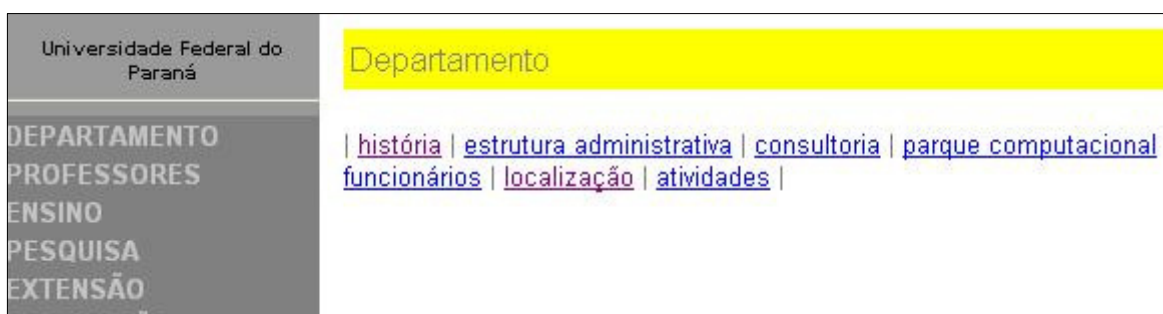 Universidade Federal do
Paraná
DEPARTAMENTO
PROFESSORES
ENSINO
PESQUISA
EXTENSÃO
Departamento
| história | estrutura administrativa | consultoria | parque computacional
funcionários | localização | atividades |